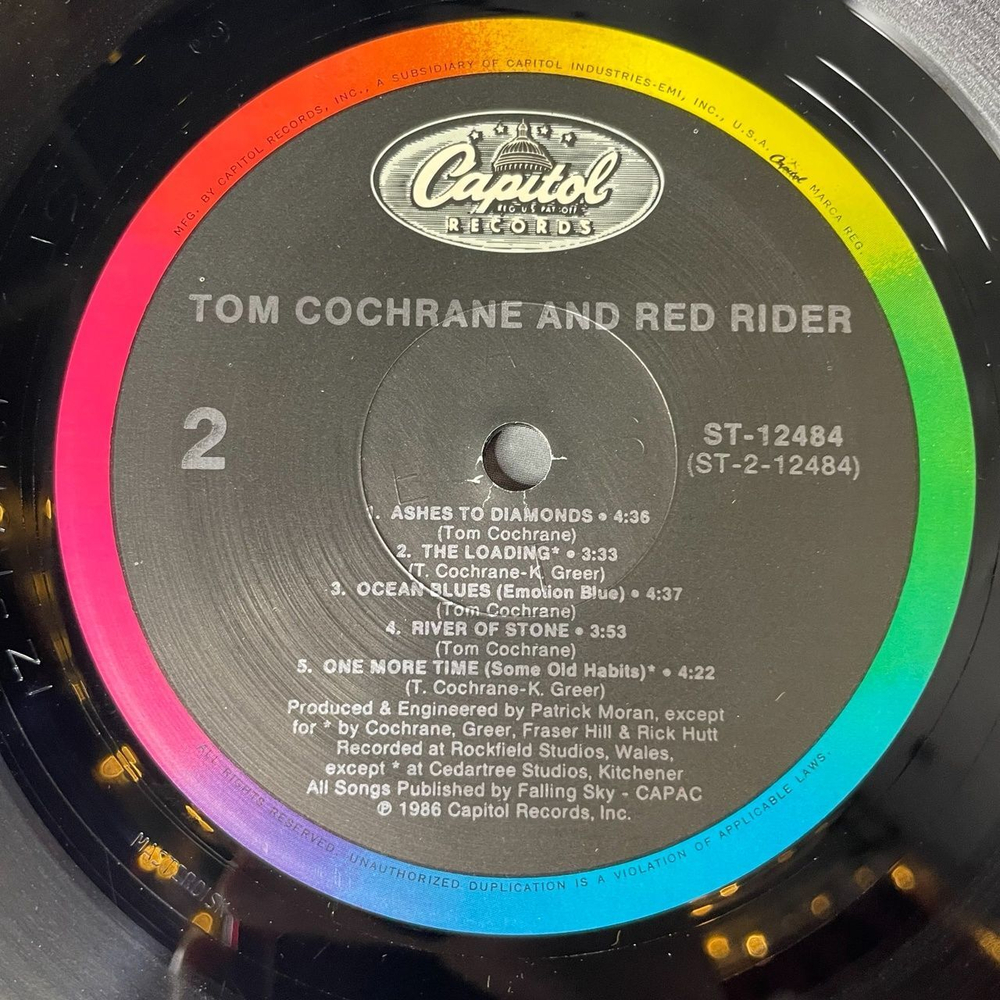 MFG. BY CAPITOL RECORDS, INC., A SUBSIDIARY OF CAPITOL INDUSTRIES-EMI, INC., U.S.A. Capitol MARCA REG
Capitol
REG U S PAT OFF
RECORDS
TOM COCHRANE AND RED RIDER
2
ST-12484
(ST-2-12484)
1. ASHES TO DIAMONDS • 4:36
(Tom Cochrane)
2. THE LOADING* • 3:33
(T. Cochrane-K. Greer)
3. OCEAN BLUES (Emotion Blue) • 4:37
(Tom Cochrane)
4. RIVER OF STONE • 3:53
(Tom Cochrane)
5. ONE MORE TIME (Some Old Habits)* • 4:22
(T. Cochrane-K. Greer)
Produced & Engineered by Patrick Moran, except
for * by Cochrane, Greer, Fraser Hill & Rick Hutt
Recorded at Rockfield Studios, Wales,
except * at Cedartree Studios, Kitchener
All Songs Published by Falling Sky - CAPAC
℗ 1986 Capitol Records, Inc.
ALL RIGHTS RESERVED. UNAUTHORIZED DUPLICATION IS A VIOLATION OF APPLICABLE LAWS.